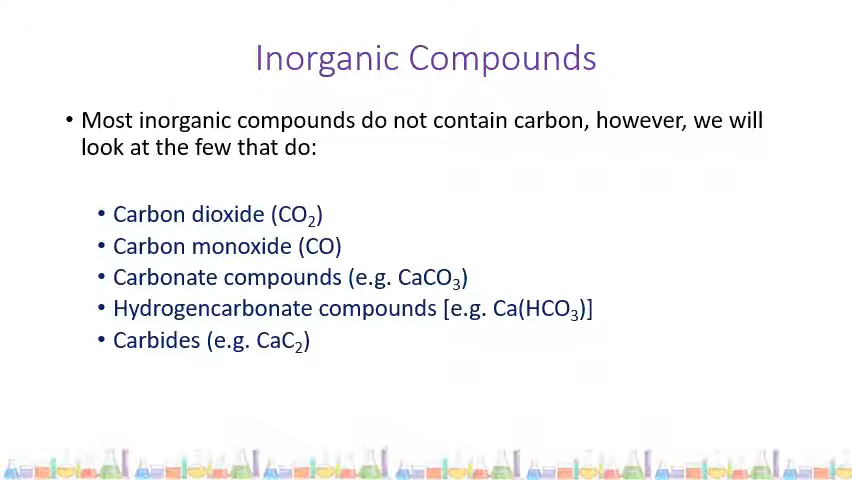 Inorganic Compounds
• Most inorganic compounds do not contain carbon, however, we will
look at the few that do:
• Carbon dioxide (CO₂)
• Carbon monoxide (CO)
• Carbonate compounds (e.g. CaCO₃)
• Hydrogencarbonate compounds [e.g. Ca(HCO₃)]
• Carbides (e.g. CaC₂)